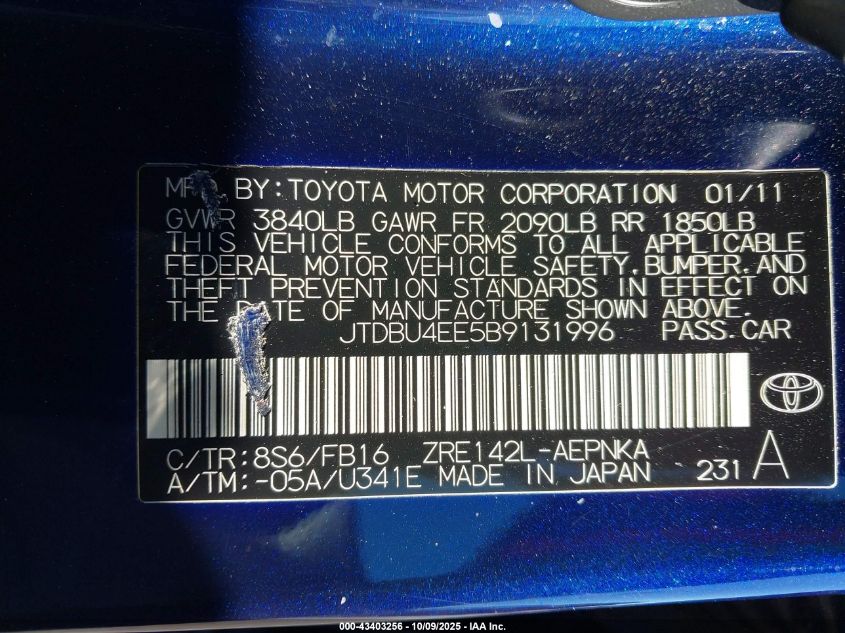 MFD. BY: TOYOTA MOTOR CORPORATION 01/11
GVWR 3840LB GAWR FR 2090LB RR 1850LB
THIS VEHICLE CONFORMS TO ALL APPLICABLE
FEDERAL MOTOR VEHICLE SAFETY, BUMPER, AND
THEFT PREVENTION STANDARDS IN EFFECT ON
THE DATE OF MANUFACTURE SHOWN ABOVE.
JTDBU4EE5B9131996 PASS. CAR
C/TR: 8S6/FB16 ZRE142L-AEPNKA
A/TM: -05A/U341E MADE IN JAPAN 231 A
000-43403256 - 10/09/2025 - IAA Inc.